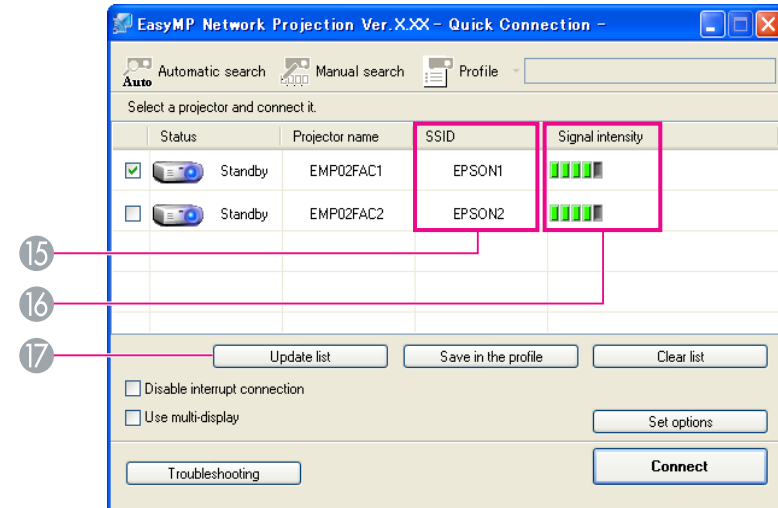 EasyMP Network Projection Ver.X.XX - Quick Connection -
Auto Automatic search Manual search Profile
Select a projector and connect it.
Status Projector name SSID Signal intensity
Standby EMP02FAC1 EPSON1
Standby EMP02FAC2 EPSON2
15
16
17 Update list Save in the profile Clear list
Disable interrupt connection
Use multi-display
Set options
Troubleshooting Connect